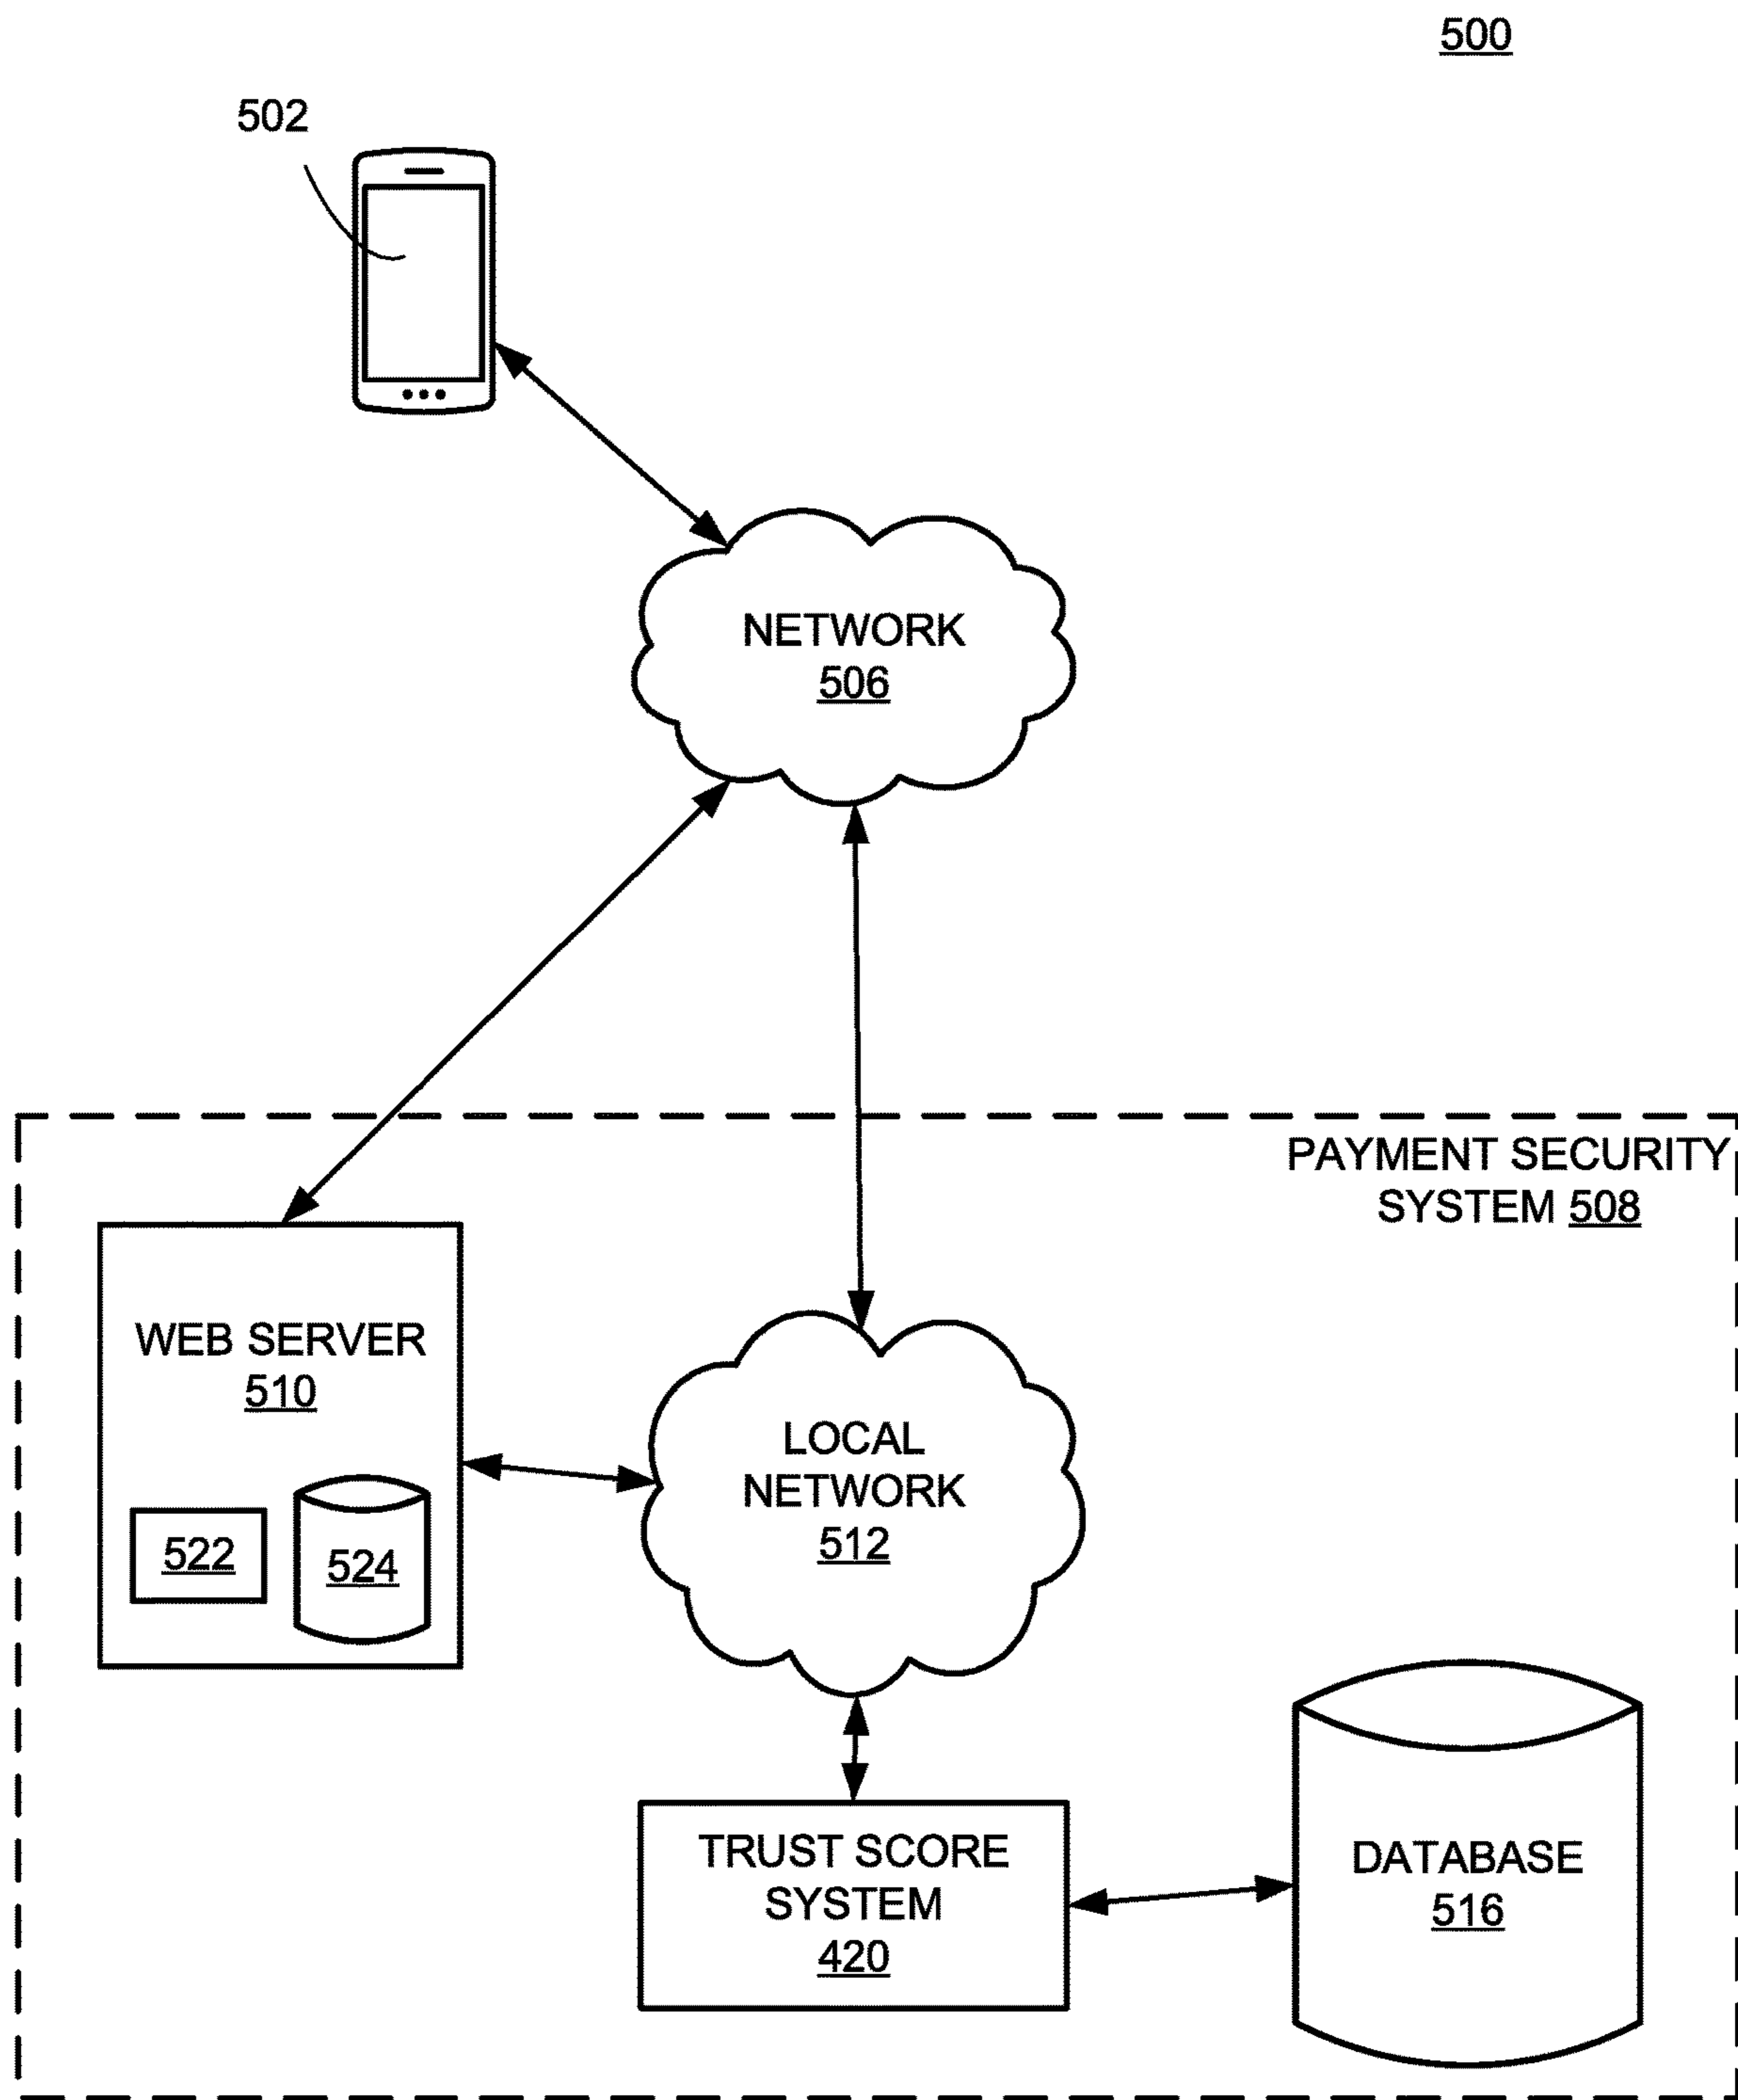 500
502
NETWORK
506
PAYMENT SECURITY
SYSTEM 508
WEB SERVER
510
522
524
LOCAL
NETWORK
512
TRUST SCORE
SYSTEM
420
DATABASE
516